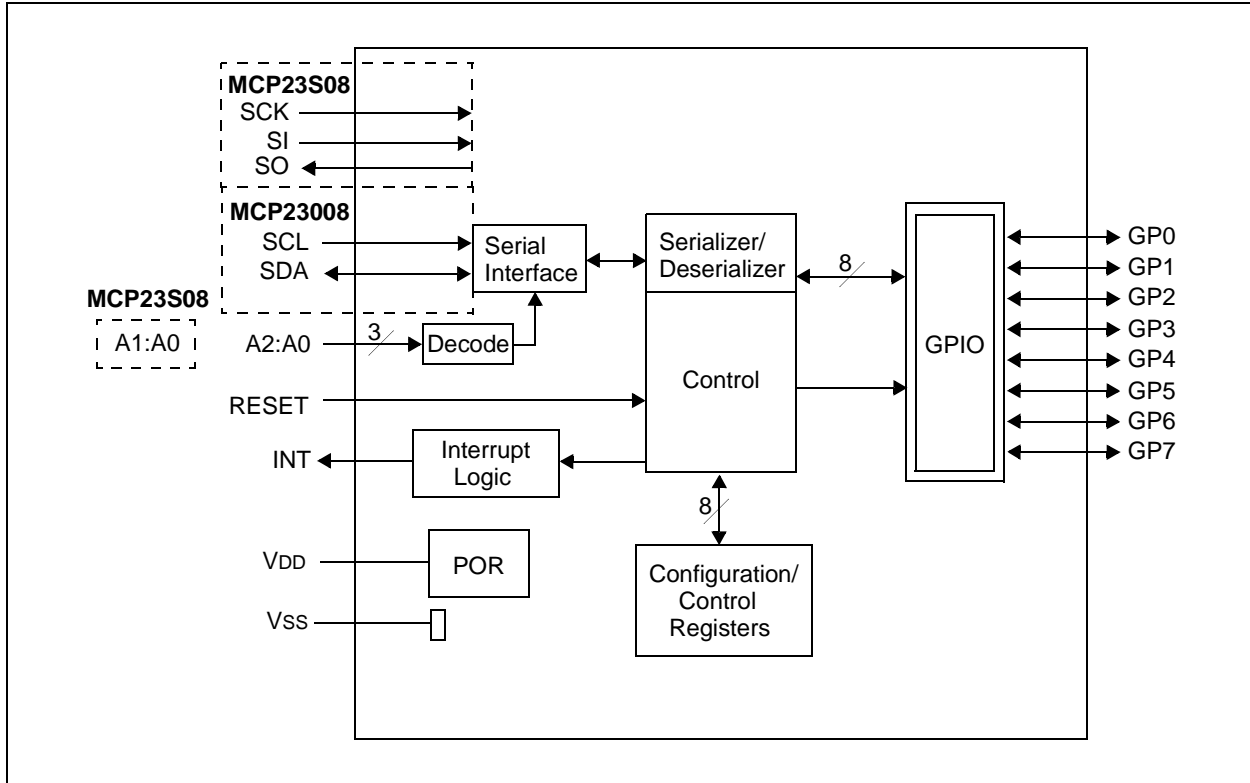 MCP23S08
SCK
SI
SO
MCP23008
SCL
SDA
Serial
Interface
Serializer/
Deserializer
8
GPIO
GP0
GP1
GP2
GP3
GP4
GP5
GP6
GP7
MCP23S08
A1:A0
A2:A0
3
Decode
Control
RESET
INT
Interrupt
Logic
8
VDD
POR
VSS
Configuration/
Control
Registers